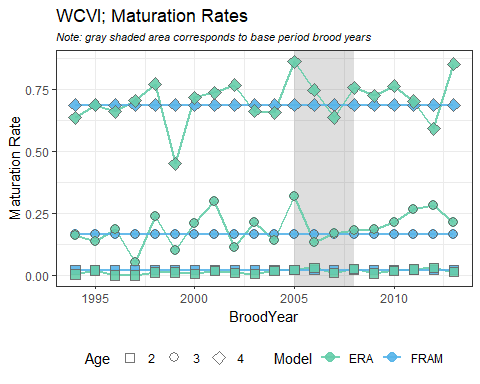 WCVI; Maturation Rates
Note: gray shaded area corresponds to base period brood years
Maturation Rate
0.75
0.50
0.25
0.00
1995 2000 2005 2010
BroodYear
Age 2 3 4 Model ERA FRAM